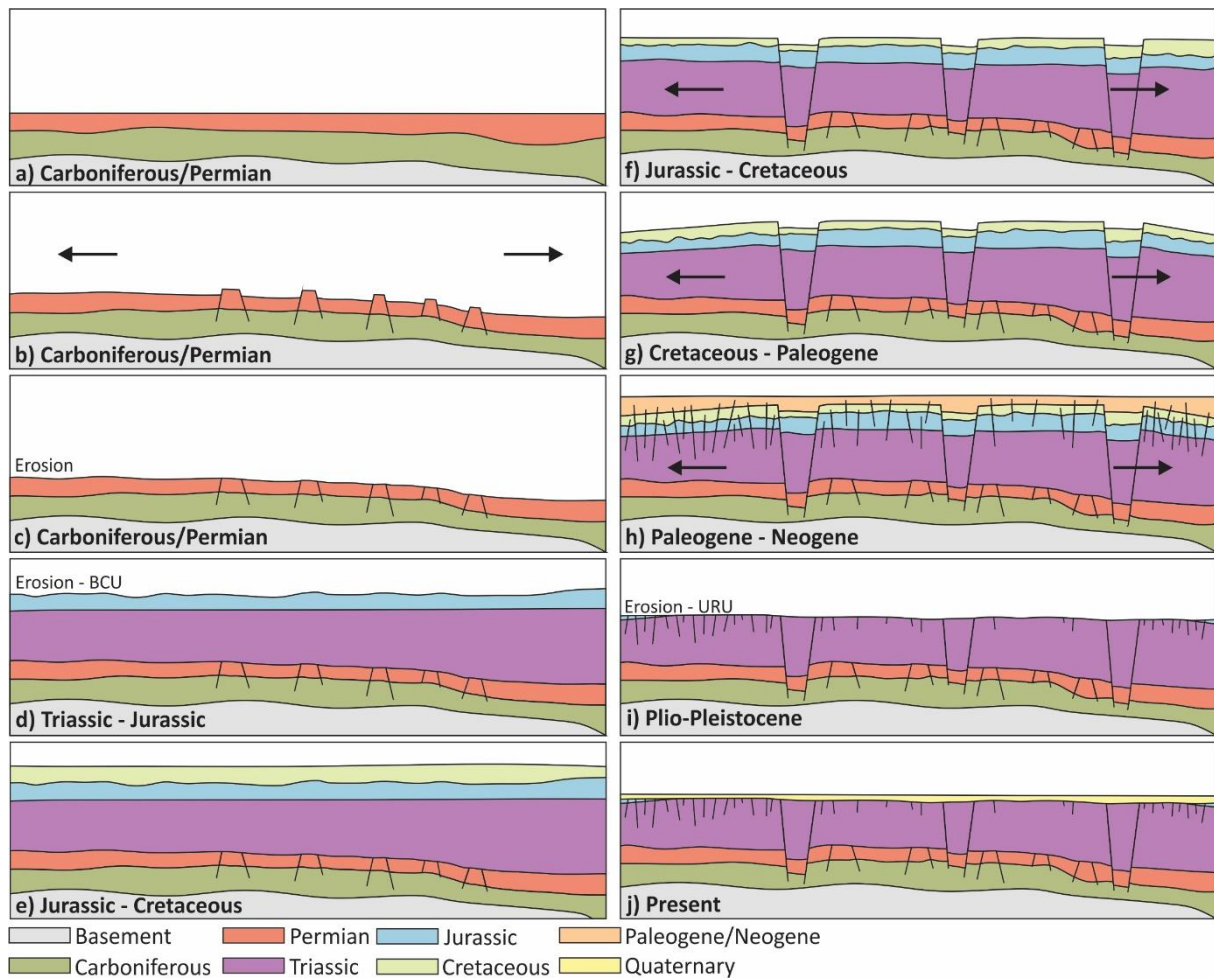 a) Carboniferous/Permian
b) Carboniferous/Permian
Erosion
c) Carboniferous/Permian
Erosion - BCU
d) Triassic - Jurassic
e) Jurassic - Cretaceous
f) Jurassic - Cretaceous
g) Cretaceous - Paleogene
h) Paleogene - Neogene
Erosion - URU
i) Plio-Pleistocene
j) Present
Basement
Permian
Jurassic
Paleogene/Neogene
Carboniferous
Triassic
Cretaceous
Quaternary